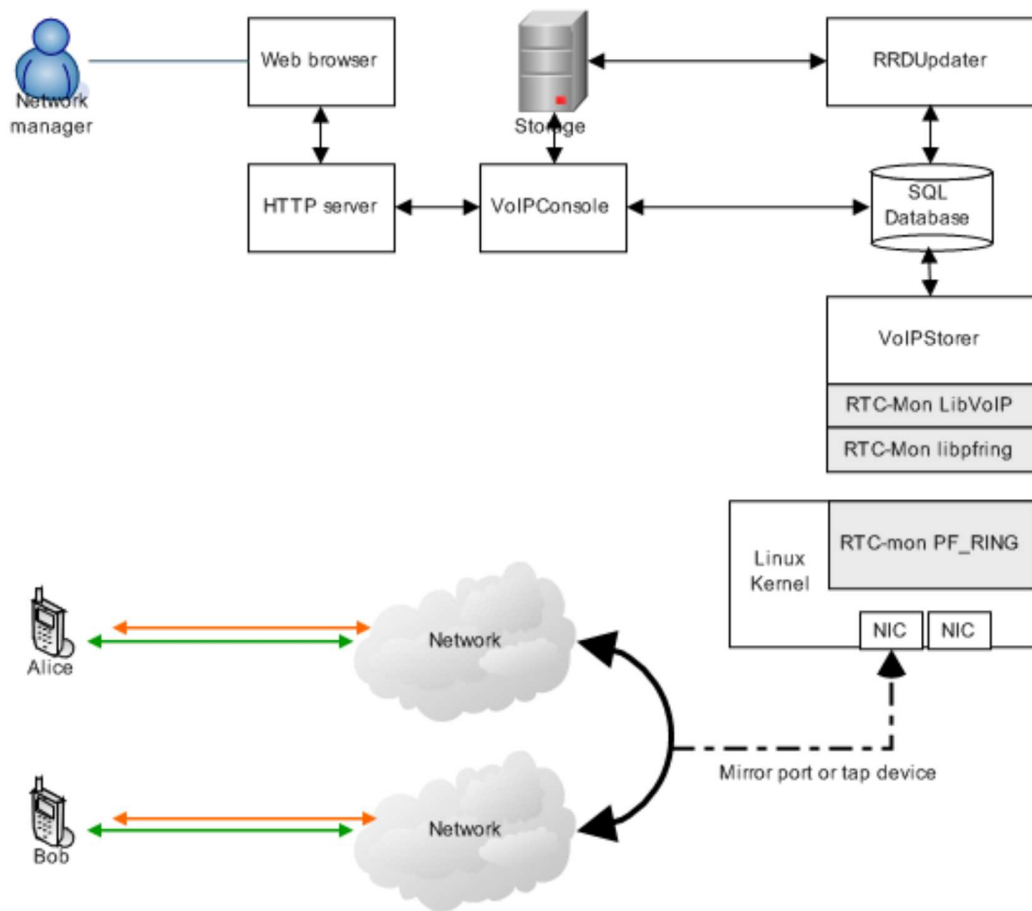 Network
manager
Web browser
Storage
RRDUpdater
HTTP server
VoIPConsole
SQL
Database
VoIPStorer
RTC-Mon LibVoIP
RTC-Mon libpfring
Linux
Kernel
RTC-mon PF_RING
NIC
NIC
Alice
Network
Mirror port or tap device
Bob
Network